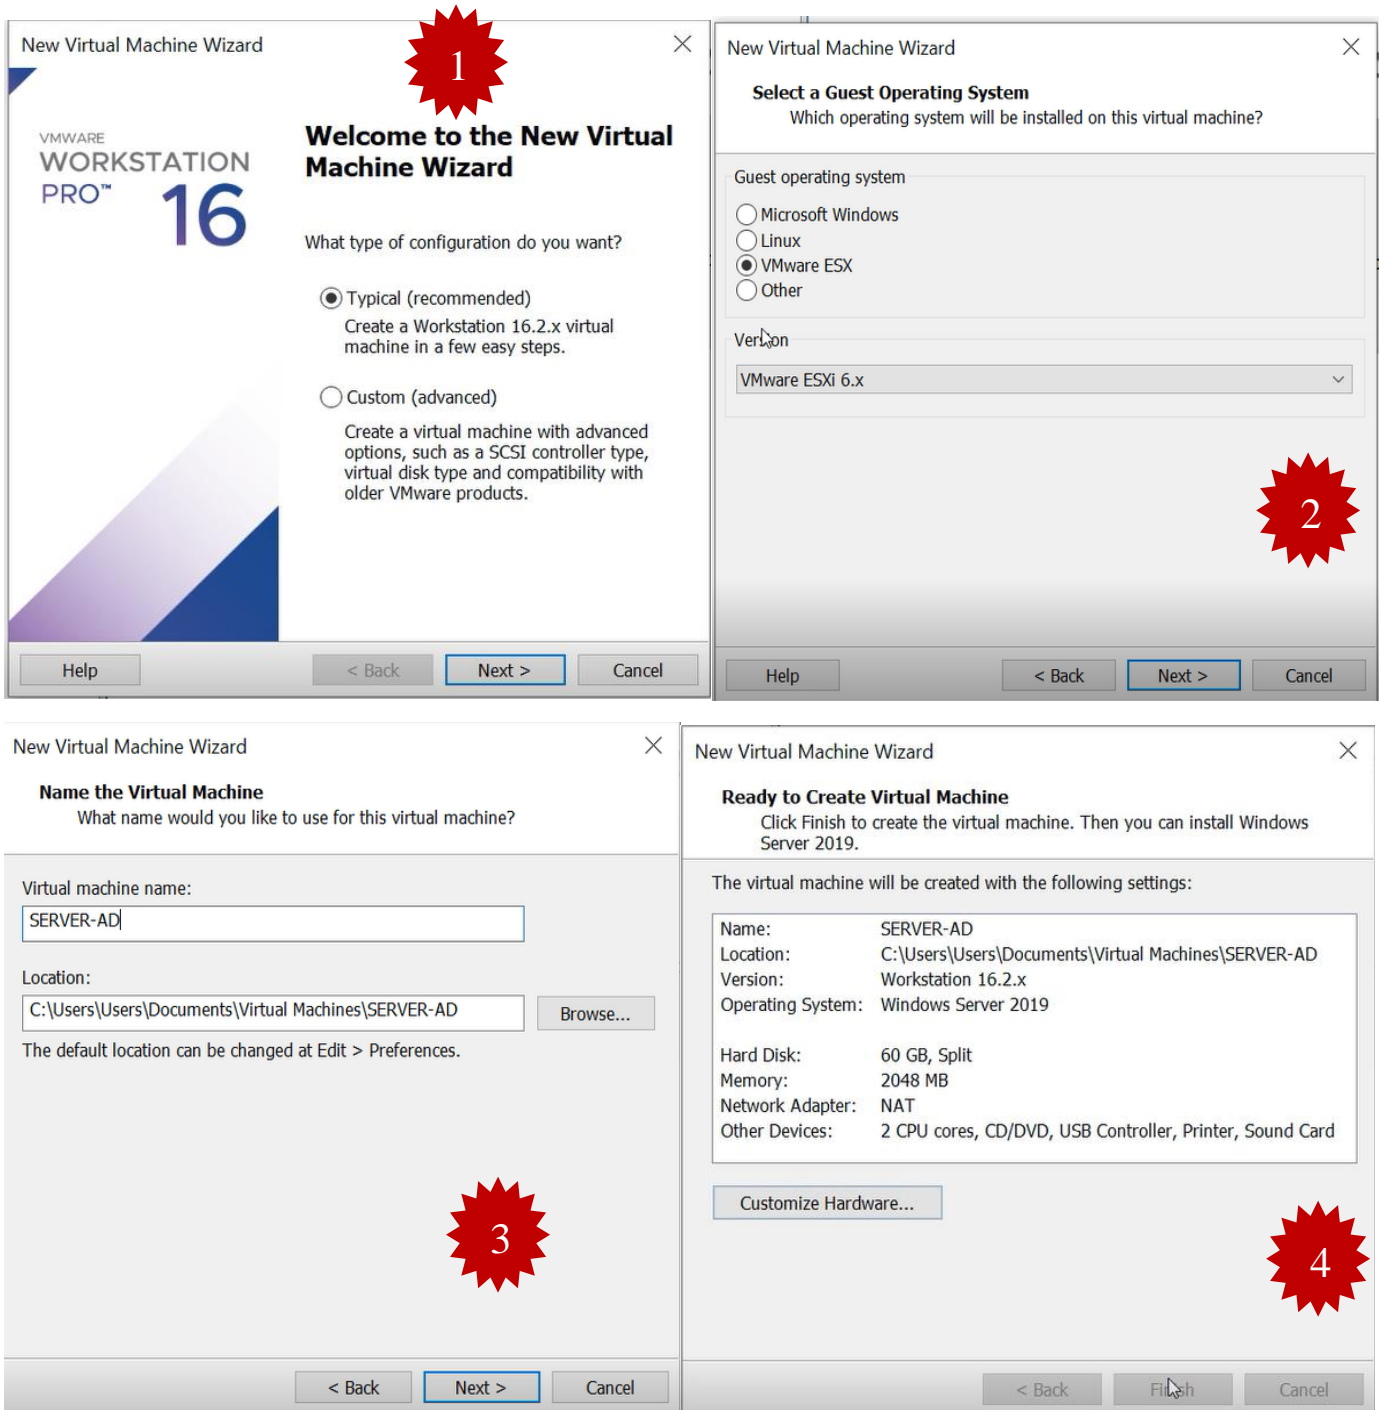 New Virtual Machine Wizard
1
VMWARE
WORKSTATION
PRO™ 16
Welcome to the New Virtual
Machine Wizard
What type of configuration do you want?
Typical (recommended)
Create a Workstation 16.2.x virtual
machine in a few easy steps.
Custom (advanced)
Create a virtual machine with advanced
options, such as a SCSI controller type,
virtual disk type and compatibility with
older VMware products.
Help
< Back
Next >
Cancel
New Virtual Machine Wizard
Select a Guest Operating System
Which operating system will be installed on this virtual machine?
Guest operating system
Microsoft Windows
Linux
VMware ESX
Other
Version
VMware ESXi 6.x
2
Help
< Back
Next >
Cancel
New Virtual Machine Wizard
Name the Virtual Machine
What name would you like to use for this virtual machine?
Virtual machine name:
SERVER-AD
Location:
C:\Users\Users\Documents\Virtual Machines\SERVER-AD
Browse...
The default location can be changed at Edit > Preferences.
3
< Back
Next >
Cancel
New Virtual Machine Wizard
Ready to Create Virtual Machine
Click Finish to create the virtual machine. Then you can install Windows
Server 2019.
The virtual machine will be created with the following settings:
Name: SERVER-AD
Location: C:\Users\Users\Documents\Virtual Machines\SERVER-AD
Version: Workstation 16.2.x
Operating System: Windows Server 2019
Hard Disk: 60 GB, Split
Memory: 2048 MB
Network Adapter: NAT
Other Devices: 2 CPU cores, CD/DVD, USB Controller, Printer, Sound Card
Customize Hardware...
4
< Back
Finish
Cancel